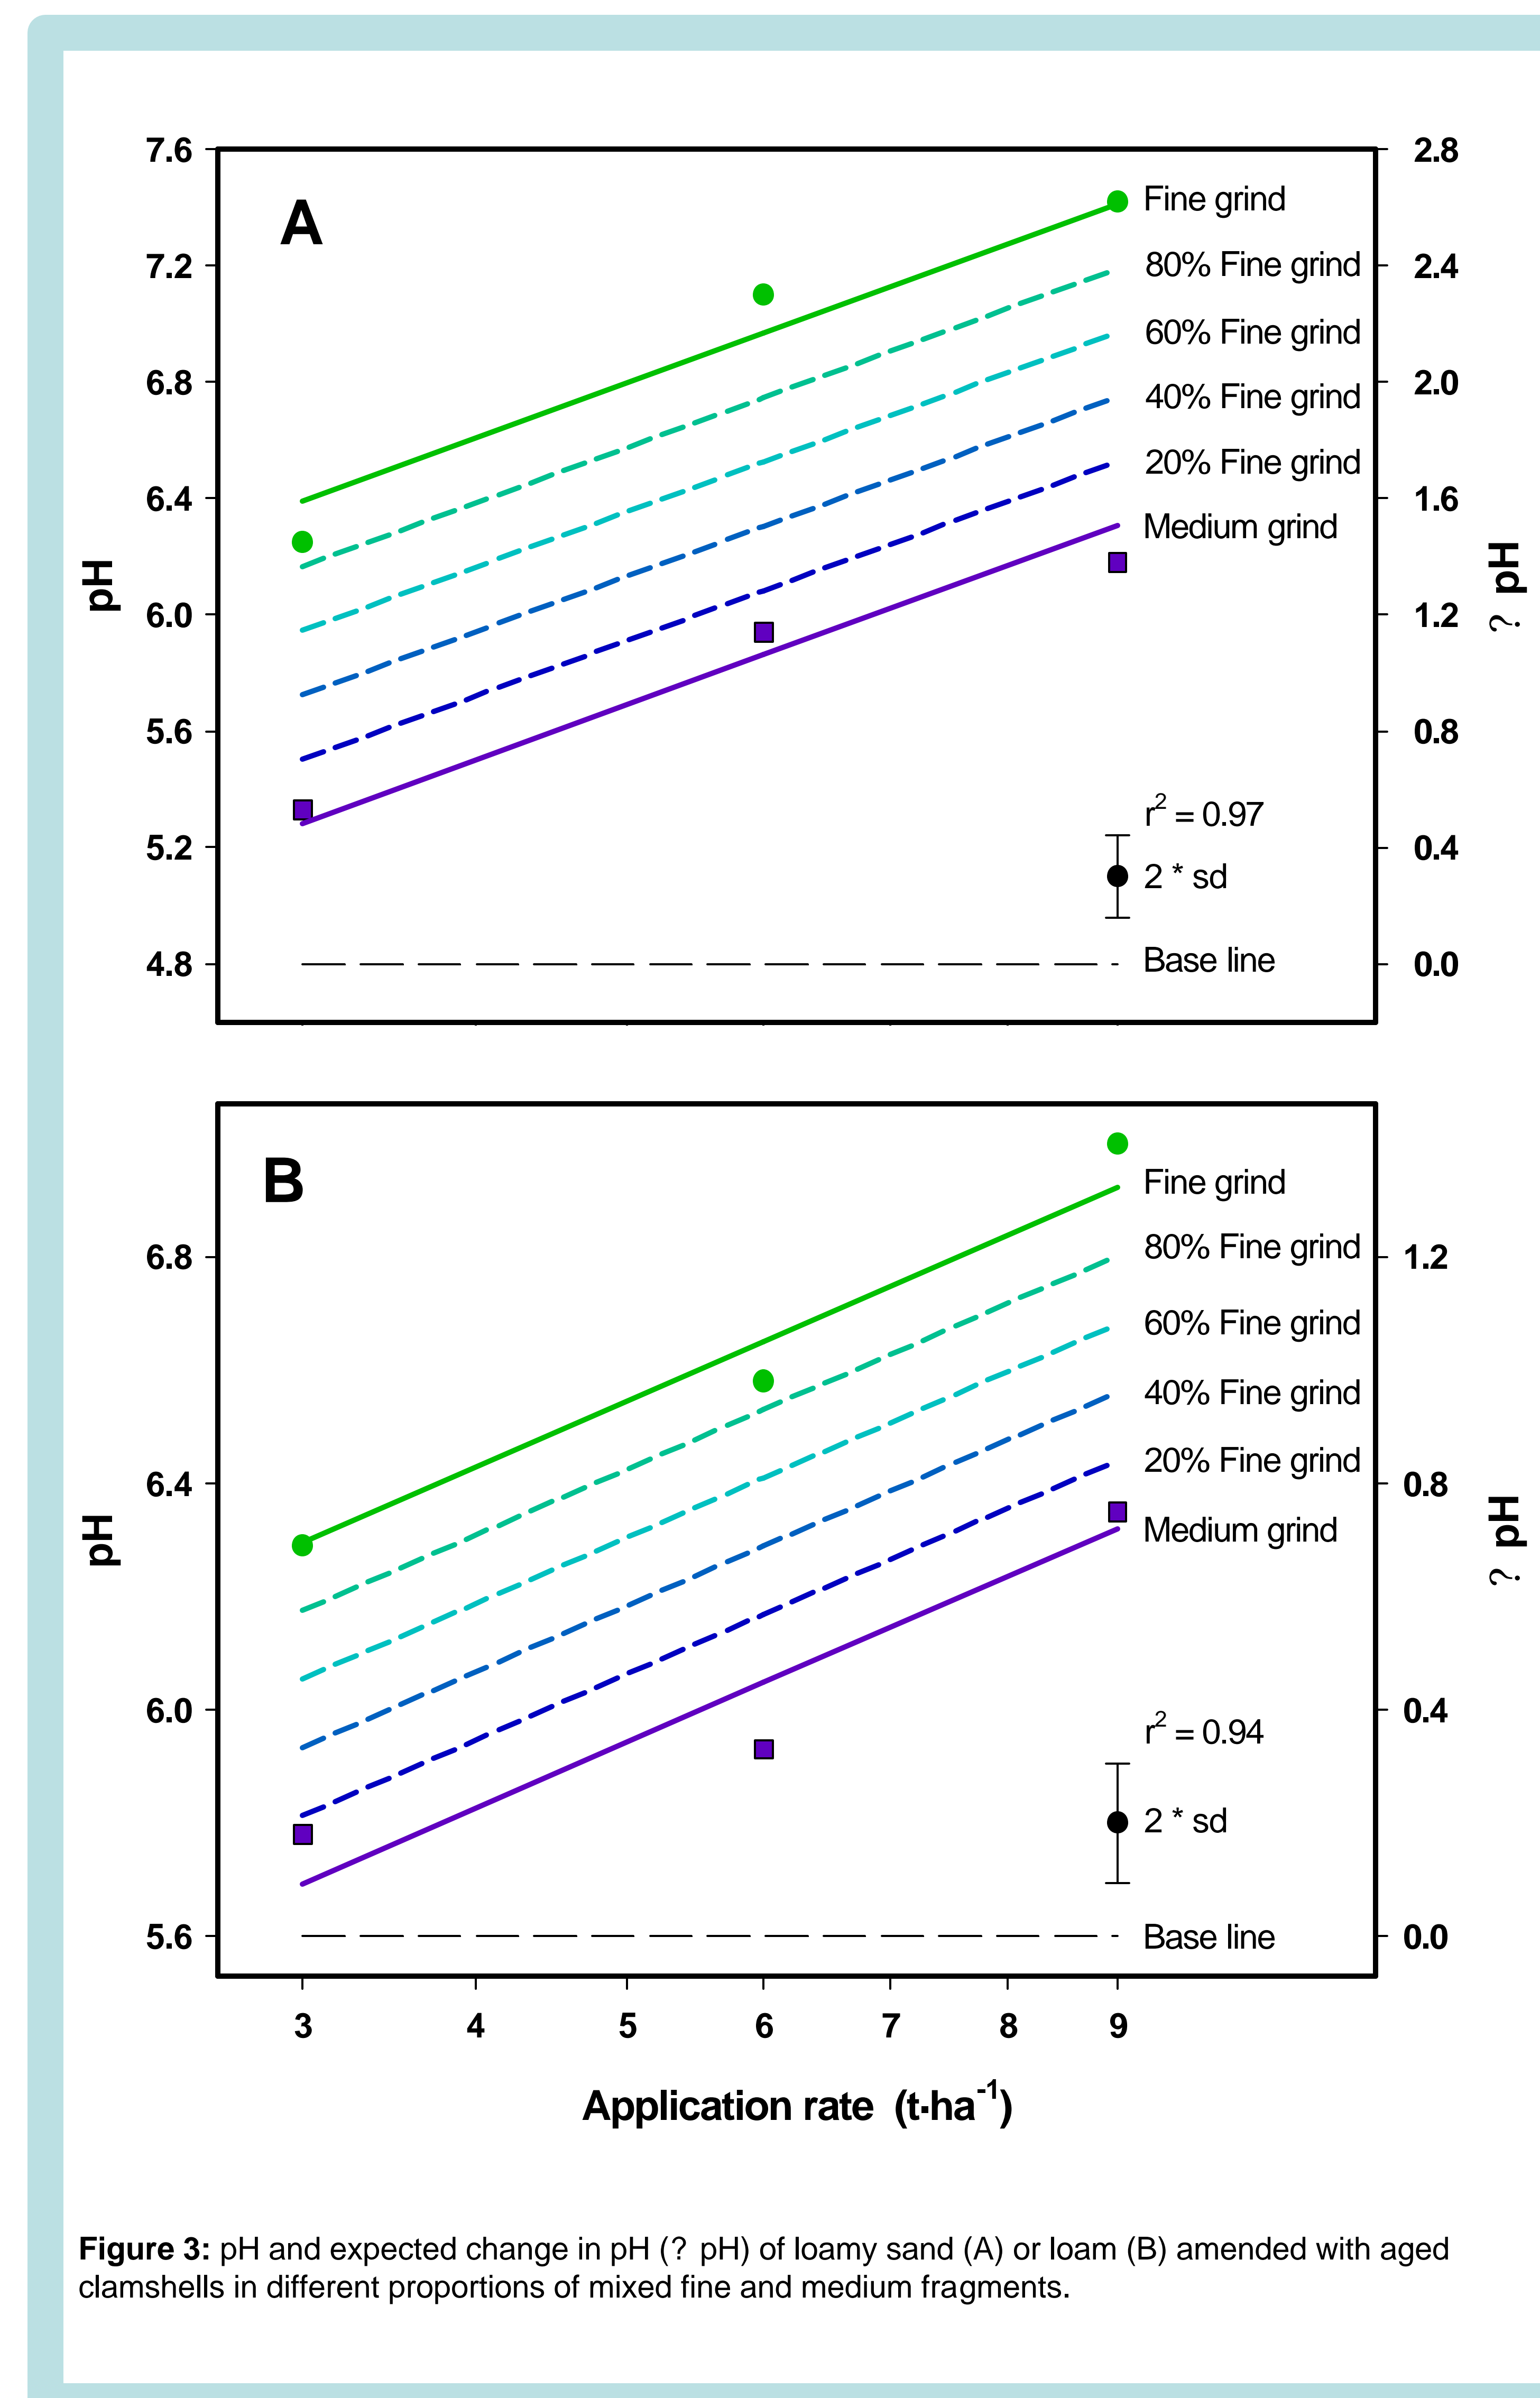 7.6
2.8
A
Fine grind
7.2
80% Fine grind
2.4
60% Fine grind
6.8
40% Fine grind
2.0
6.4
20% Fine grind
1.6
Medium grind
pH
6.0
1.2
? pH
5.6
0.8
r² = 0.97
5.2
0.4
2 * sd
4.8
Base line
0.0
B
Fine grind
6.8
80% Fine grind
1.2
60% Fine grind
40% Fine grind
6.4
20% Fine grind
0.8
Medium grind
pH
? pH
6.0
0.4
r² = 0.94
2 * sd
5.6
Base line
0.0
3 4 5 6 7 8 9
Application rate (t·ha⁻¹)
Figure 3: pH and expected change in pH (? pH) of loamy sand (A) or loam (B) amended with aged
clamshells in different proportions of mixed fine and medium fragments.